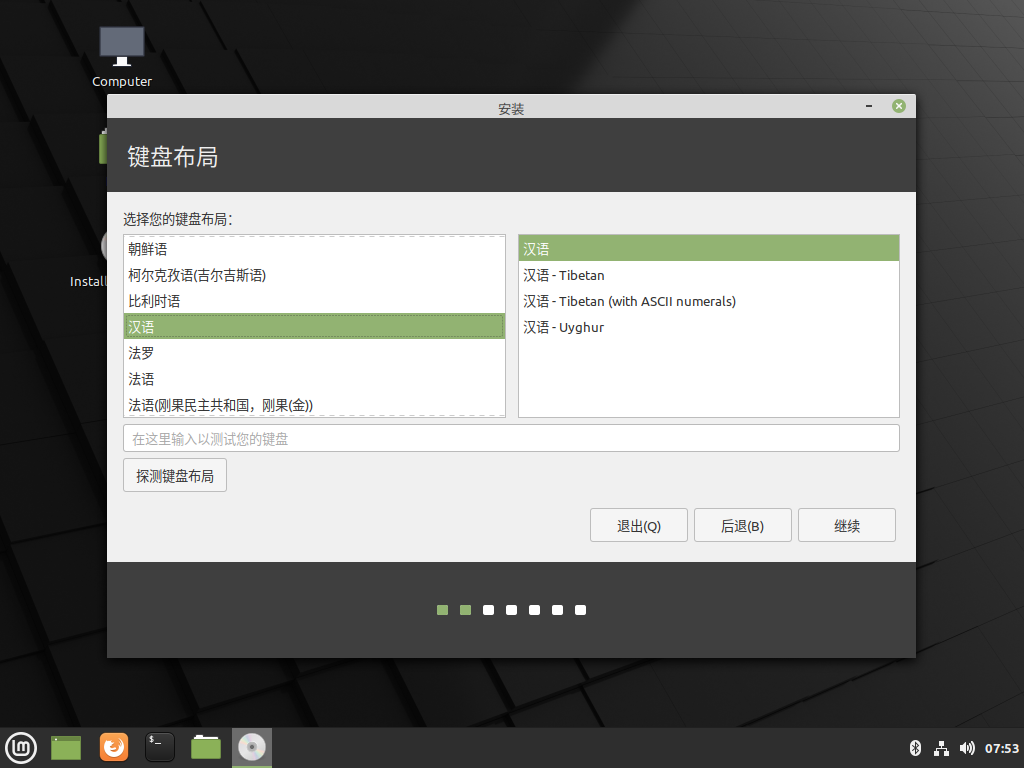 Computer
安装
键盘布局
Install
选择您的键盘布局：
朝鲜语
柯尔克孜语(吉尔吉斯语)
比利时语
汉语
法罗
法语
法语(刚果民主共和国，刚果(金))
汉语
汉语 - Tibetan
汉语 - Tibetan (with ASCII numerals)
汉语 - Uyghur
在这里输入以测试您的键盘
探测键盘布局
退出(Q)
后退(B)
继续
$_
07:53